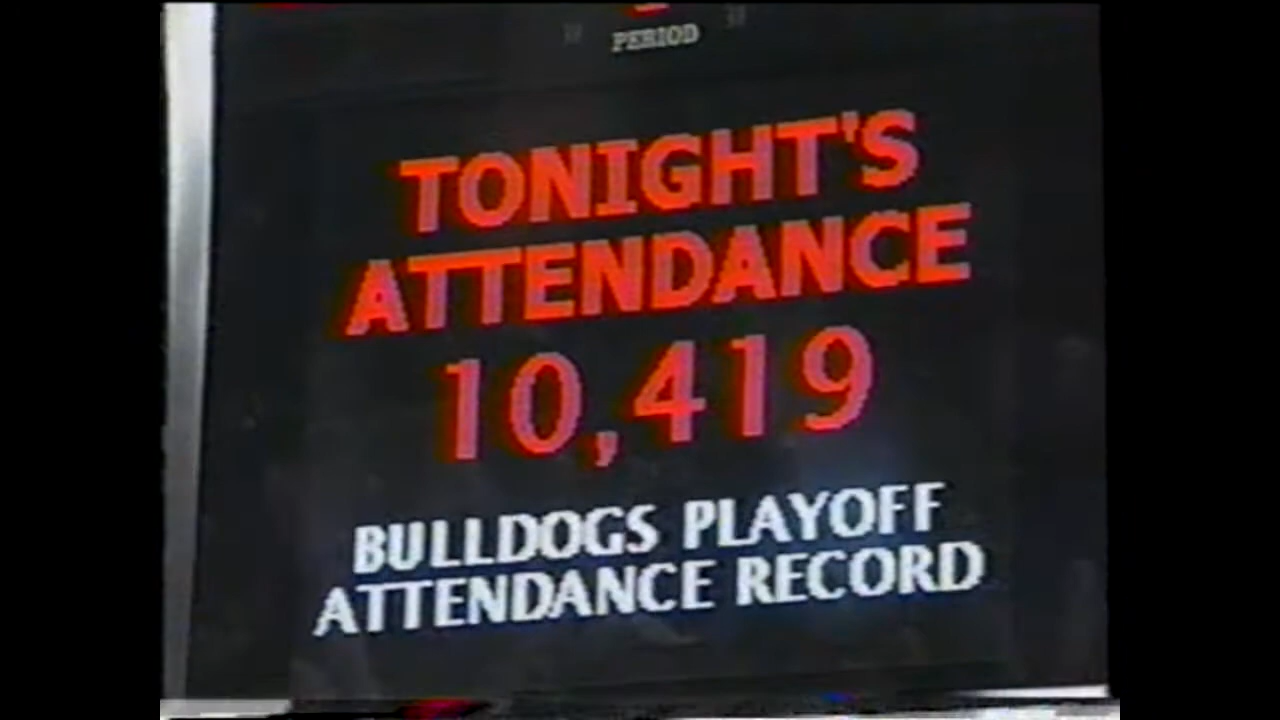 PERIOD
TONIGHT'S
ATTENDANCE
10,419
BULLDOGS PLAYOFF
ATTENDANCE RECORD